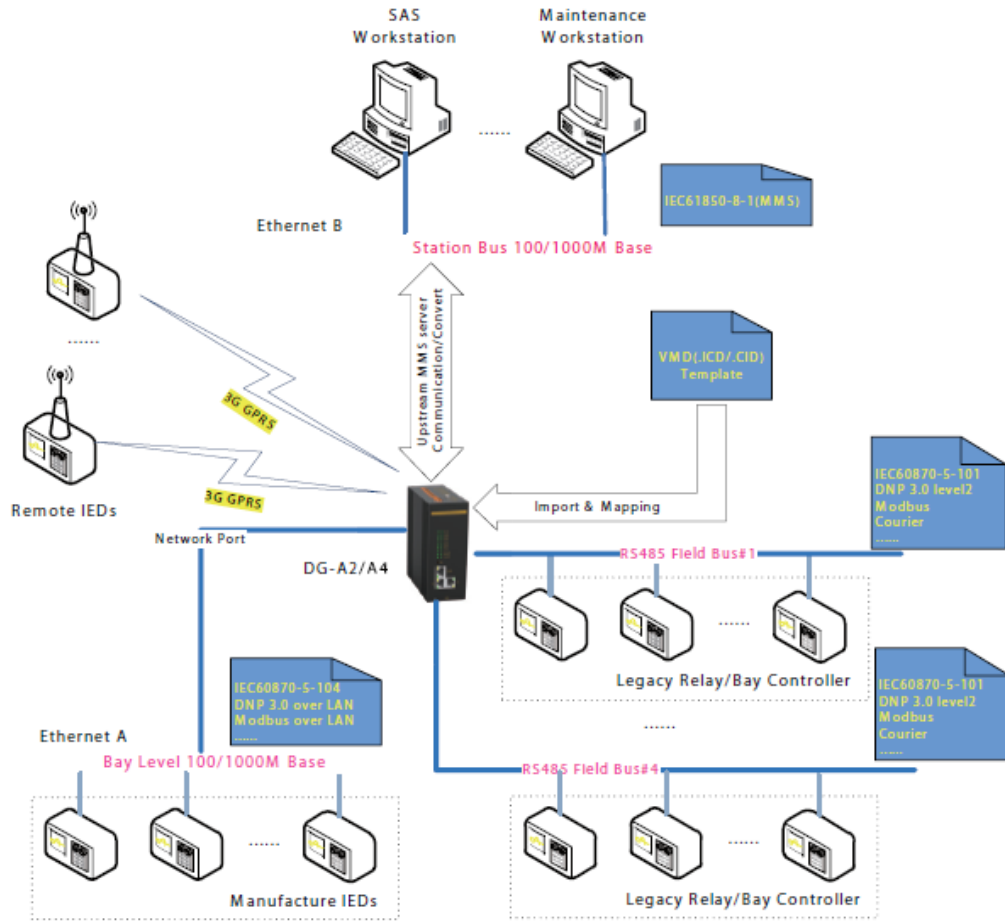 SAS
Workstation
Maintenance
Workstation
......
IEC61850-8-1(MMS)
Ethernet B
Station Bus 100/1000M Base
......
Upstream MMS server
Communication/Convert
VMD(.ICD/.CID)
Template
3G GPRS
3G GPRS
Remote IEDs
Import & Mapping
IEC60870-5-101
DNP 3.0 level2
Modbus
Courier
......
Network Port
DG-A2/A4
RS485 Field Bus#1
......
Legacy Relay/Bay Controller
......
IEC60870-5-104
DNP 3.0 over LAN
Modbus over LAN
......
IEC60870-5-101
DNP 3.0 level2
Modbus
Courier
......
Ethernet A
Bay Level 100/1000M Base
RS485 Field Bus#4
......
Manufacture IEDs
......
Legacy Relay/Bay Controller